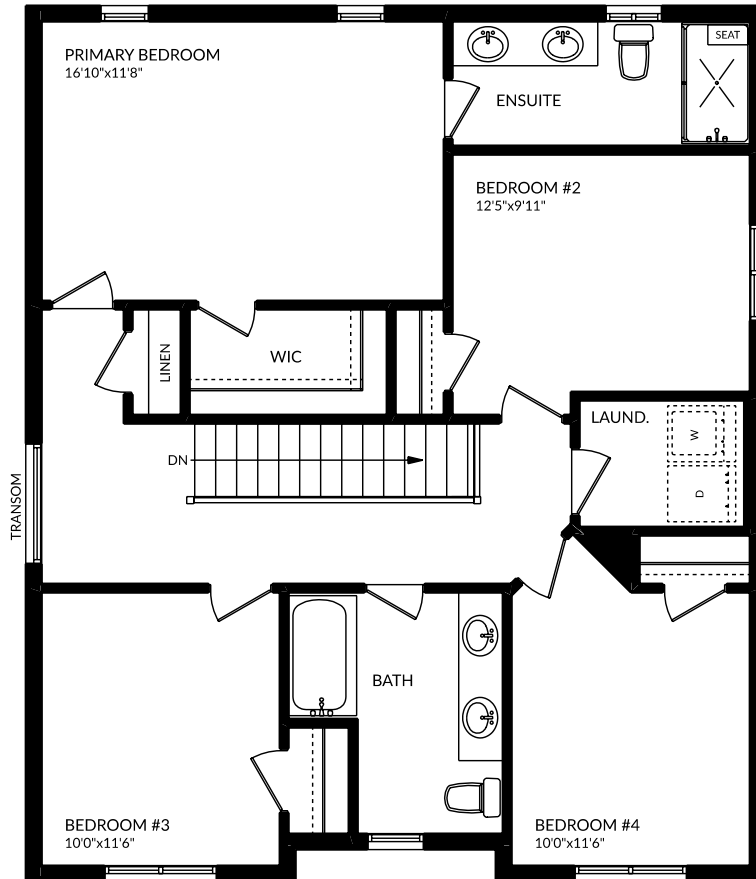 PRIMARY BEDROOM
16'10"x11'8"
SEAT
ENSUITE
BEDROOM #2
12'5"x9'11"
LINEN
WIC
LAUND.
W
D
DN
TRANSOM
BATH
BEDROOM #3
10'0"x11'6"
BEDROOM #4
10'0"x11'6"